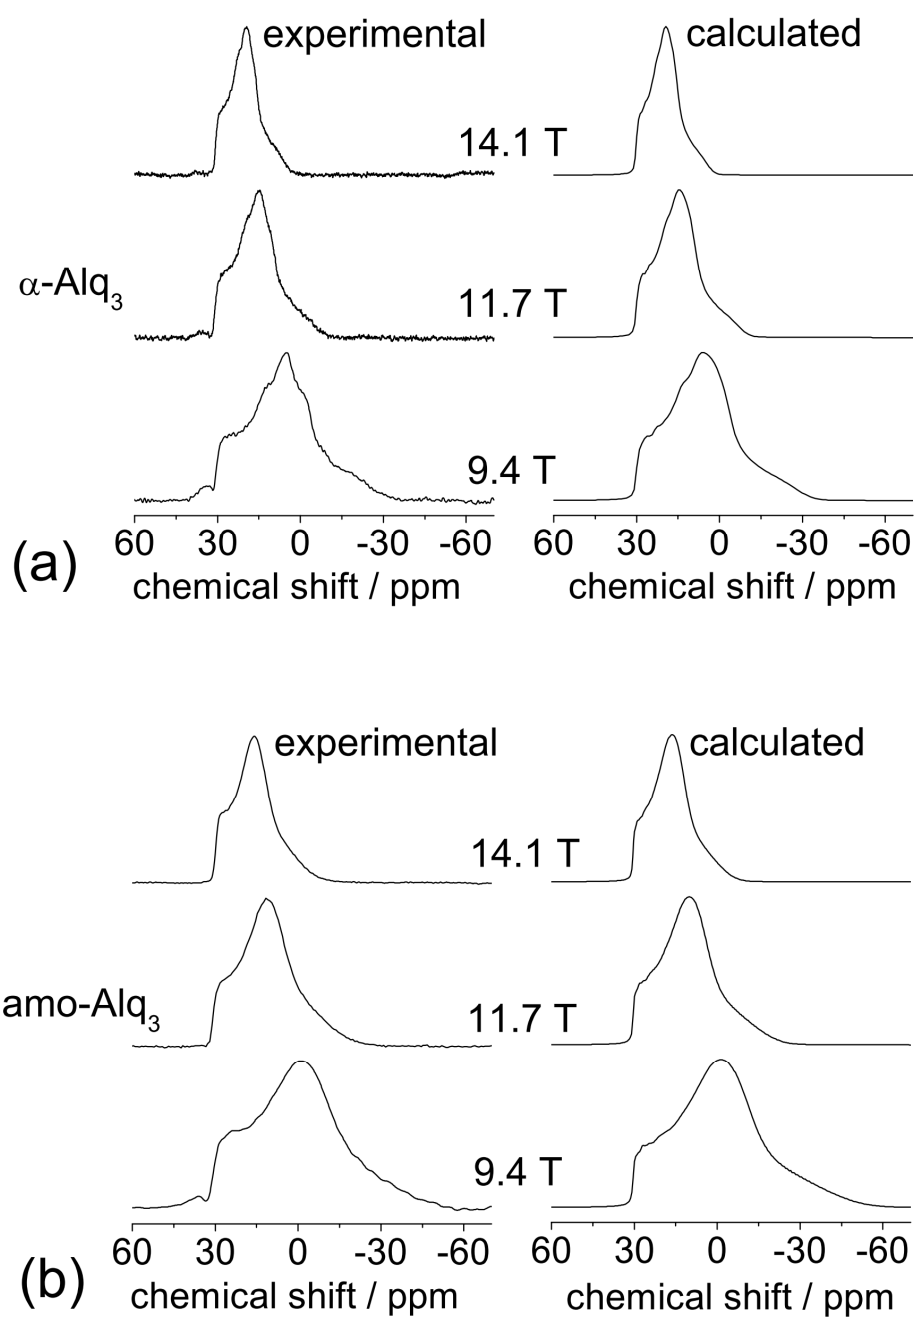 experimental calculated
14.1 T
α-Alq3
11.7 T
9.4 T
60 30 0 -30 -60 60 30 0 -30 -60
(a)
chemical shift / ppm chemical shift / ppm
experimental calculated
14.1 T
amo-Alq3
11.7 T
9.4 T
60 30 0 -30 -60 60 30 0 -30 -60
(b)
chemical shift / ppm chemical shift / ppm